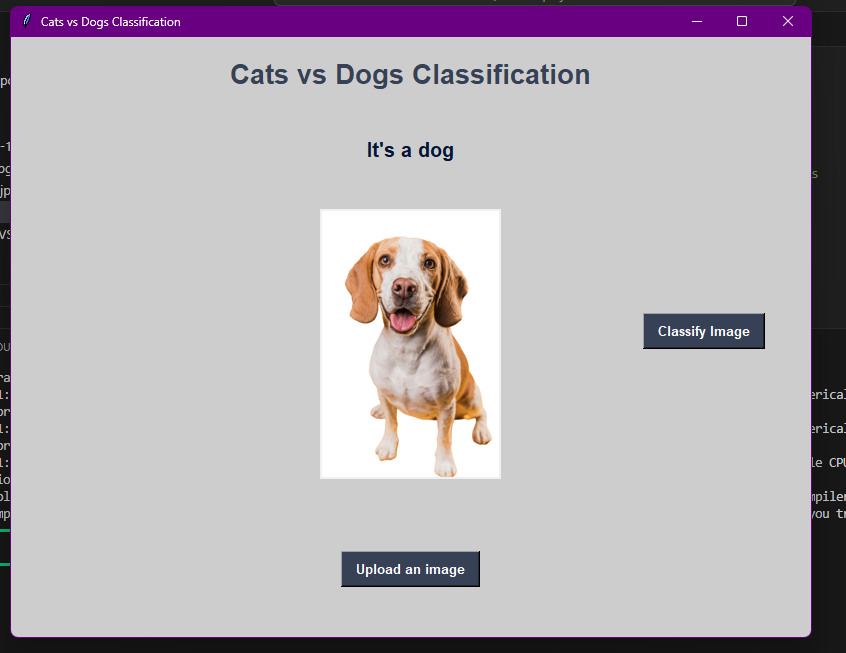 Cats vs Dogs Classification
Cats vs Dogs Classification
It's a dog
Classify Image
Upload an image